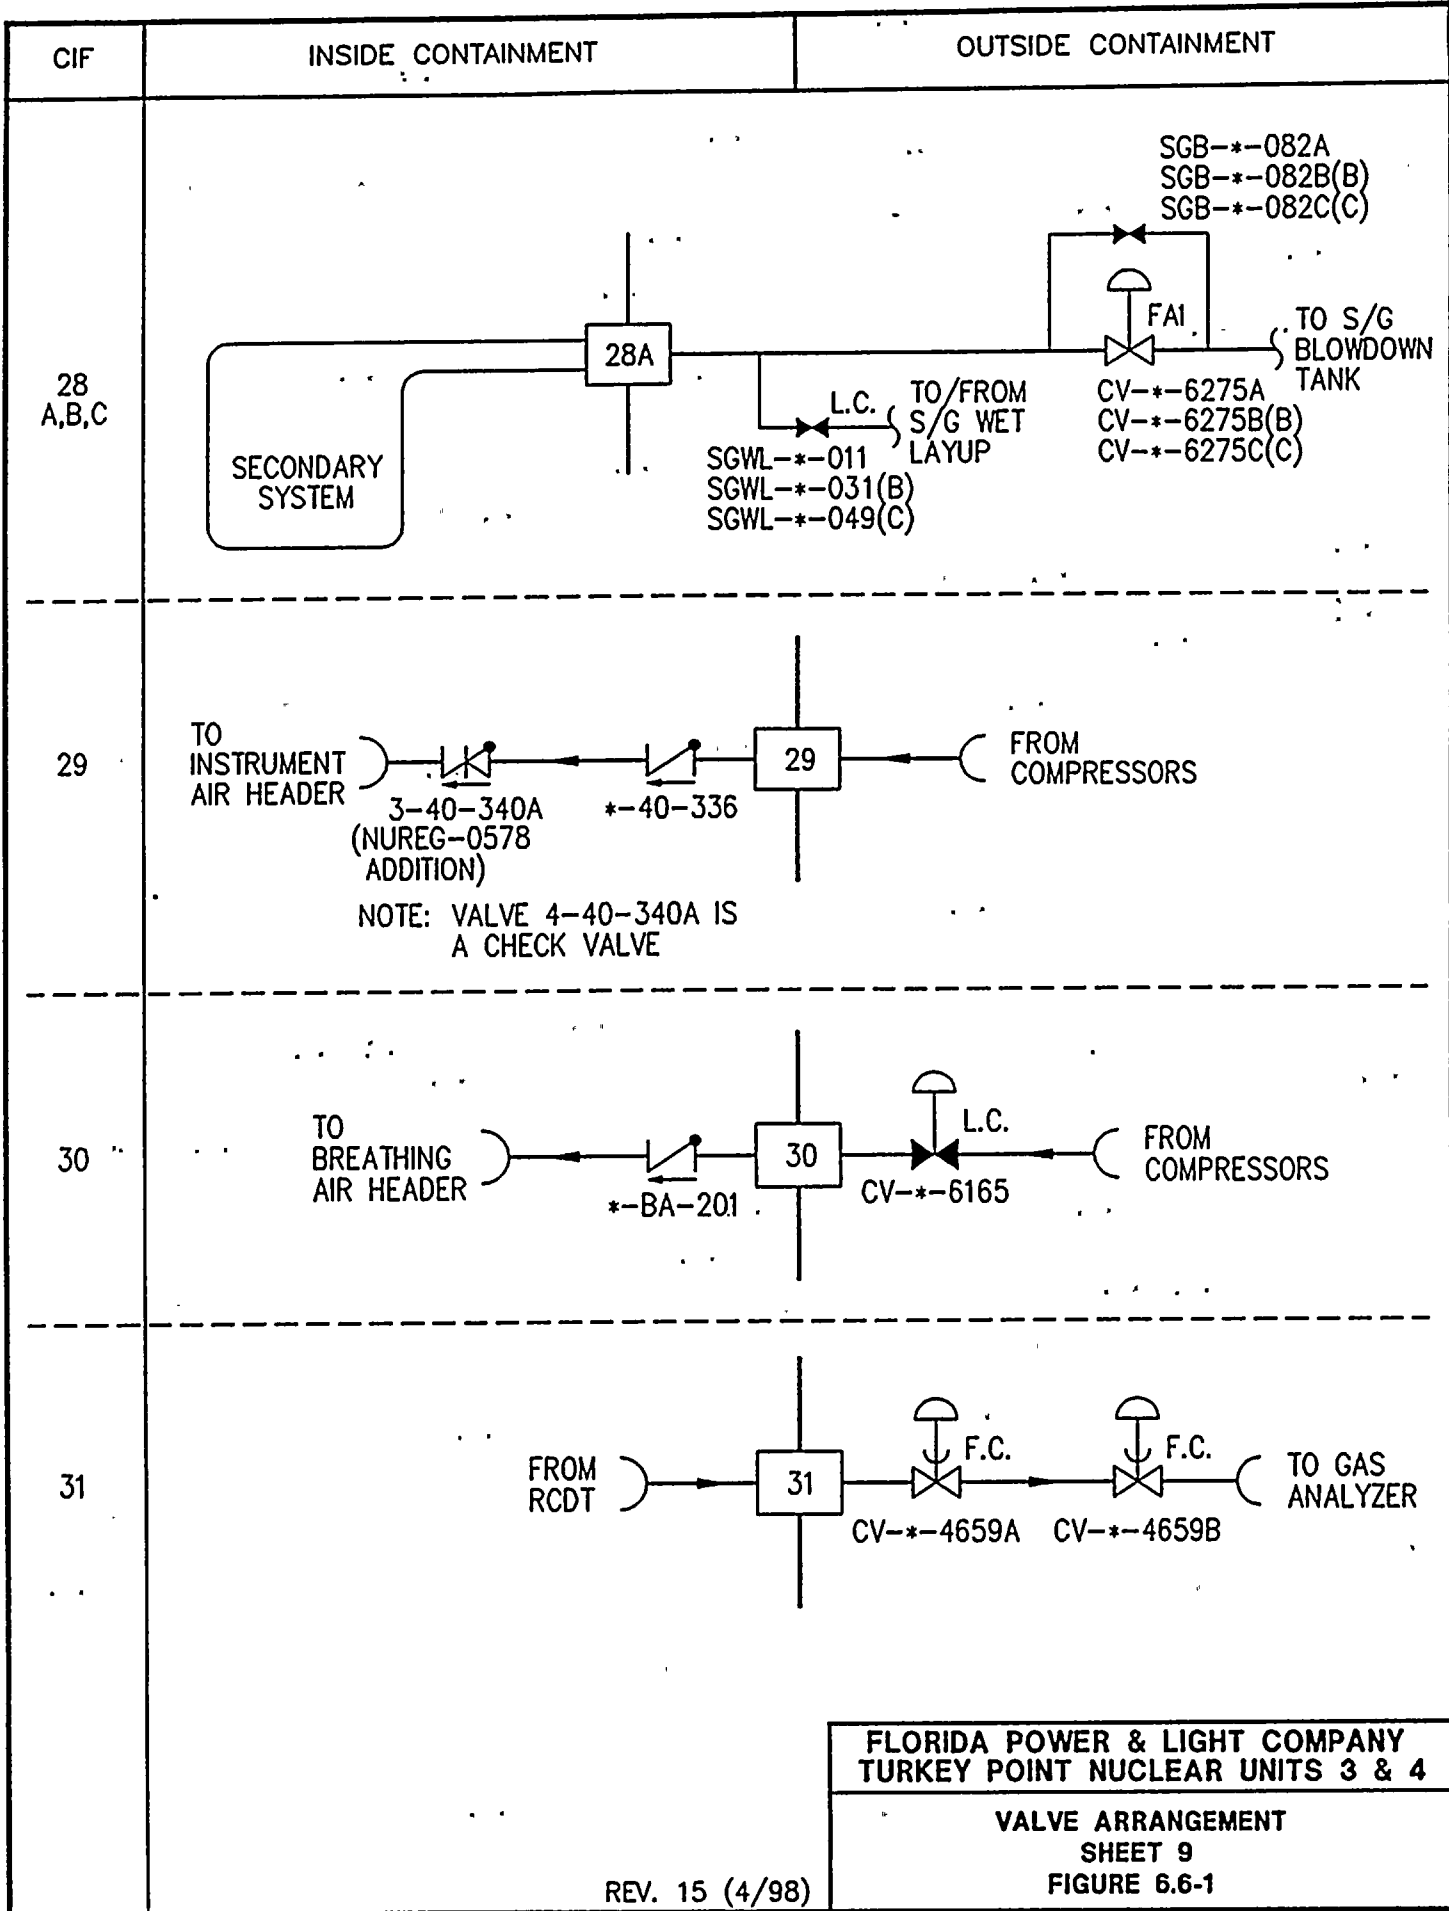 CIF
INSIDE CONTAINMENT
OUTSIDE CONTAINMENT
28
A,B,C
SECONDARY
SYSTEM
28A
SGB-*-082A
SGB-*-082B(B)
SGB-*-082C(C)
FAI
TO S/G
BLOWDOWN
TANK
L.C.
TO/FROM
S/G WET
LAYUP
CV-*-6275A
CV-*-6275B(B)
CV-*-6275C(C)
SGWL-*-011
SGWL-*-031(B)
SGWL-*-049(C)
29
TO
INSTRUMENT
AIR HEADER
3-40-340A
(NUREG-0578
ADDITION)
*-40-336
29
FROM
COMPRESSORS
NOTE: VALVE 4-40-340A IS
A CHECK VALVE
30
TO
BREATHING
AIR HEADER
*-BA-201
30
L.C.
CV-*-6165
FROM
COMPRESSORS
31
FROM
RCDT
31
F.C.
CV-*-4659A
F.C.
CV-*-4659B
TO GAS
ANALYZER
FLORIDA POWER & LIGHT COMPANY
TURKEY POINT NUCLEAR UNITS 3 & 4
VALVE ARRANGEMENT
SHEET 9
FIGURE 6.6-1
REV. 15 (4/98)